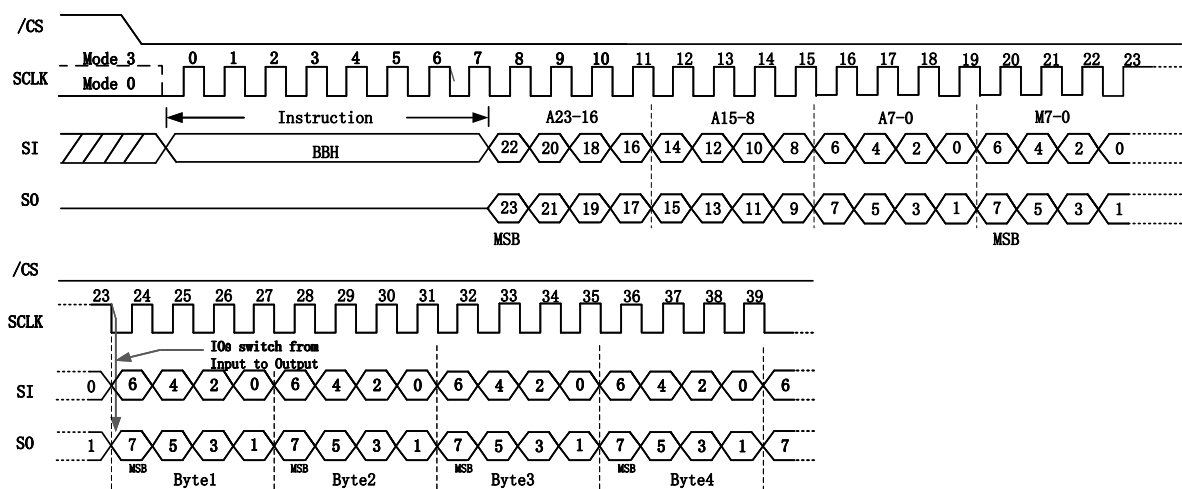 /CS
Mode 3 0 1 2 3 4 5 6 7 8 9 10 11 12 13 14 15 16 17 18 19 20 21 22 23
SCLK
Mode 0
Instruction A23-16 A15-8 A7-0 M7-0
SI BBH 22 20 18 16 14 12 10 8 6 4 2 0 6 4 2 0
SO 23 21 19 17 15 13 11 9 7 5 3 1 7 5 3 1
MSB MSB
/CS
23 24 25 26 27 28 29 30 31 32 33 34 35 36 37 38 39
SCLK
IOs switch from
Input to Output
SI 0 6 4 2 0 6 4 2 0 6 4 2 0 6 4 2 0 6
SO 1 7 5 3 1 7 5 3 1 7 5 3 1 7 5 3 1 7
MSB MSB MSB MSB
Byte1 Byte2 Byte3 Byte4